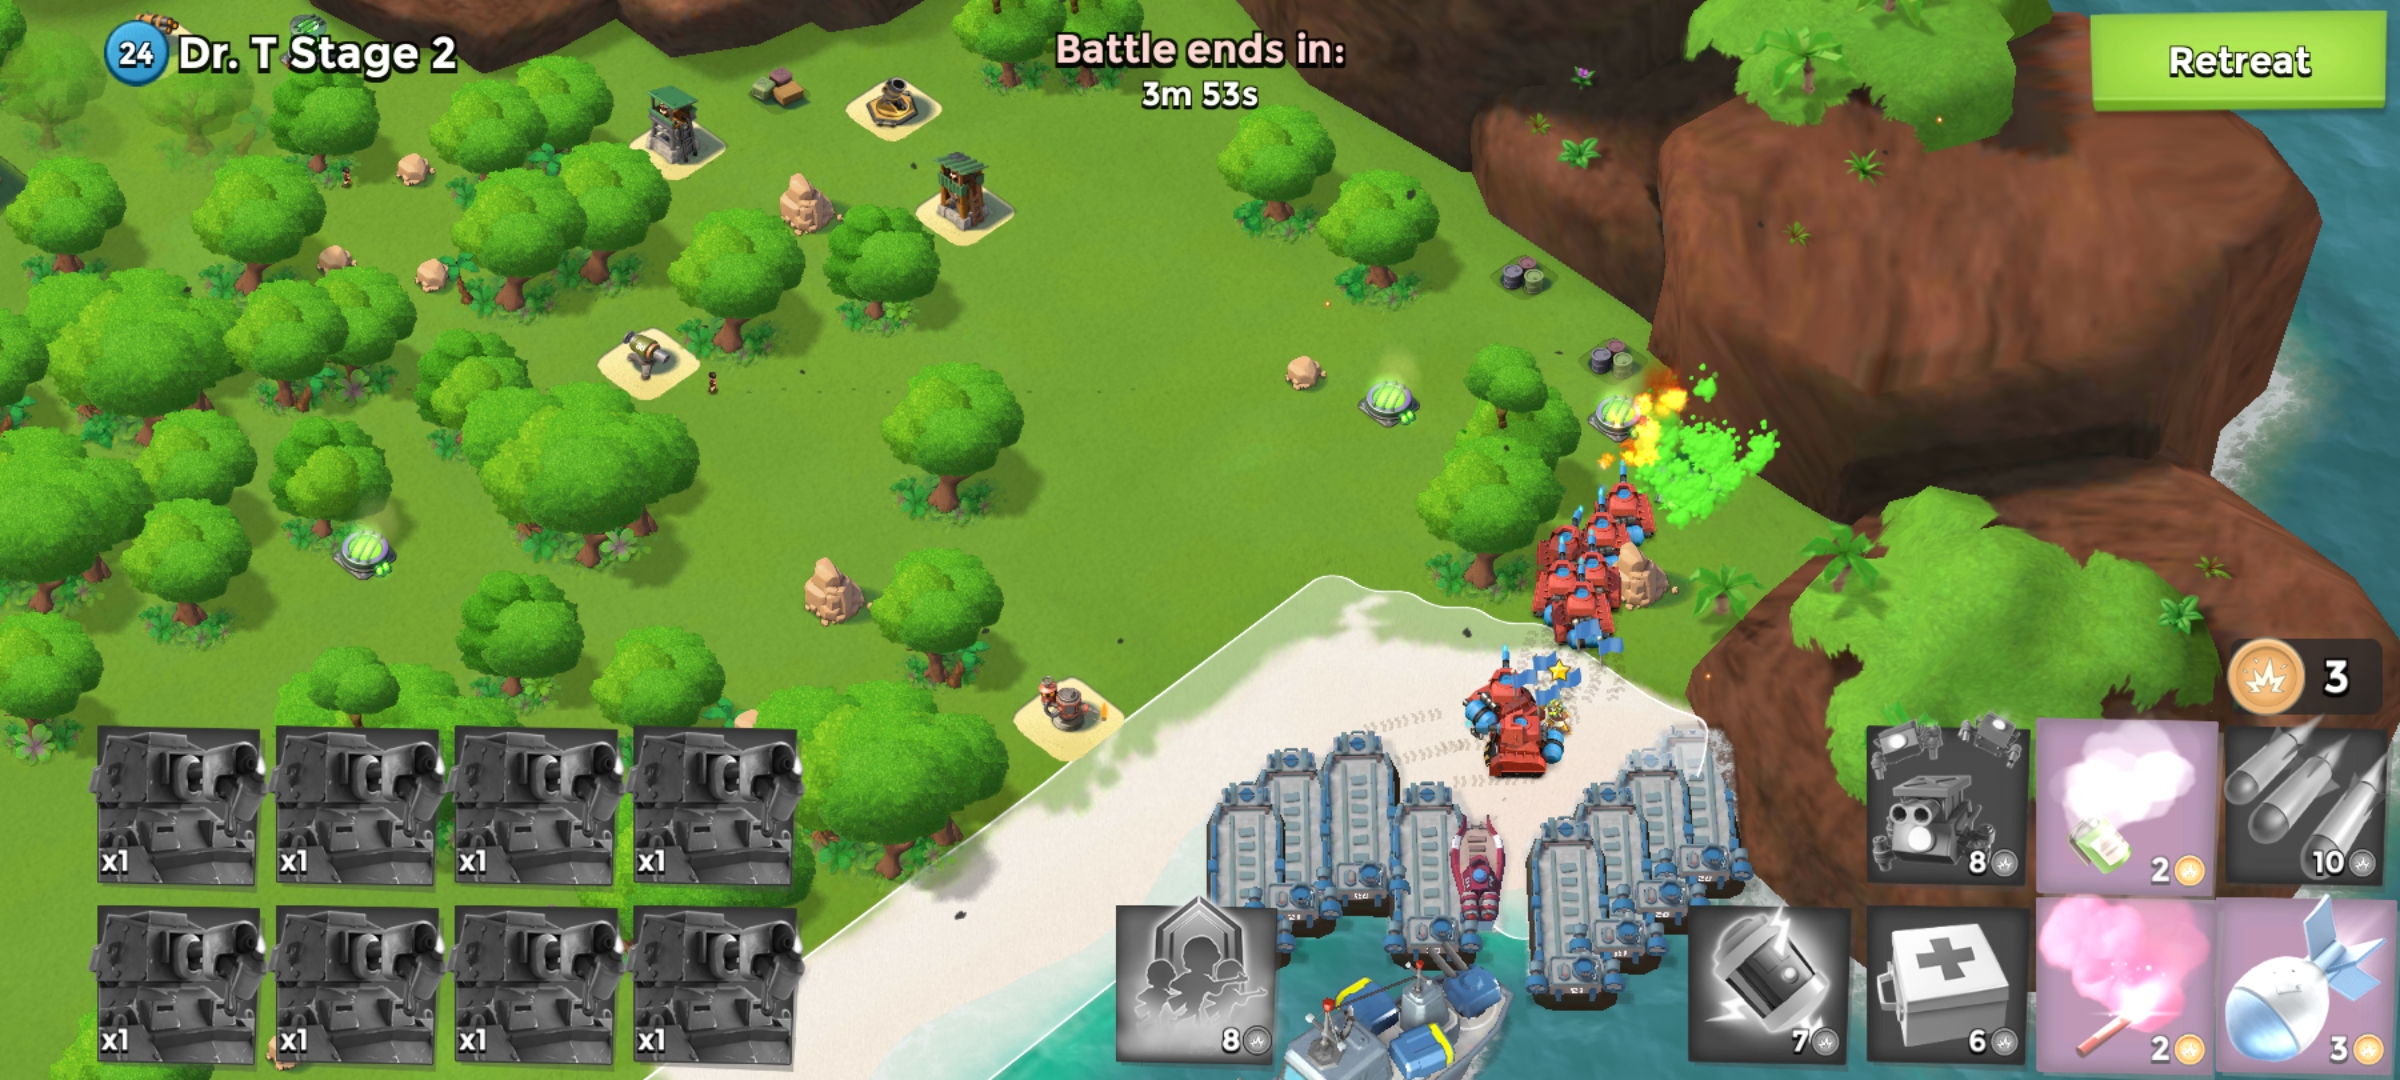 24 Dr. T Stage 2
Battle ends in:
3m 53s
Retreat
3
x1 x1 x1 x1
8 2 10
x1 x1 x1 x1
8 7 6 2 3